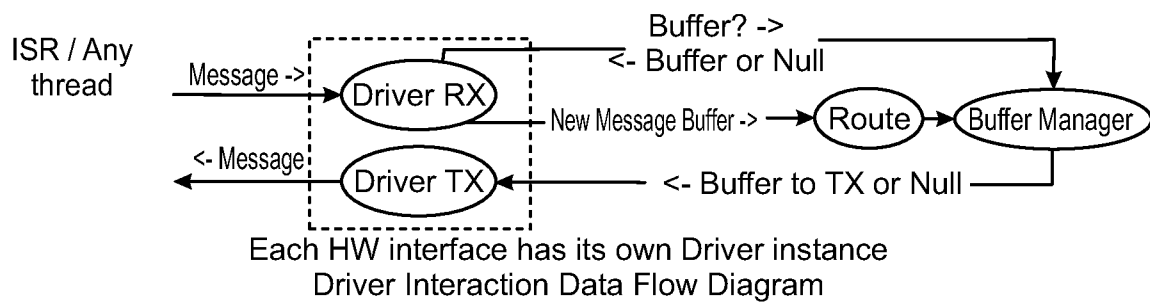 Buffer? ->
<- Buffer or Null
ISR / Any
thread
Message ->
Driver RX
New Message Buffer ->
Route
Buffer Manager
<- Message
Driver TX
<- Buffer to TX or Null
Each HW interface has its own Driver instance
Driver Interaction Data Flow Diagram